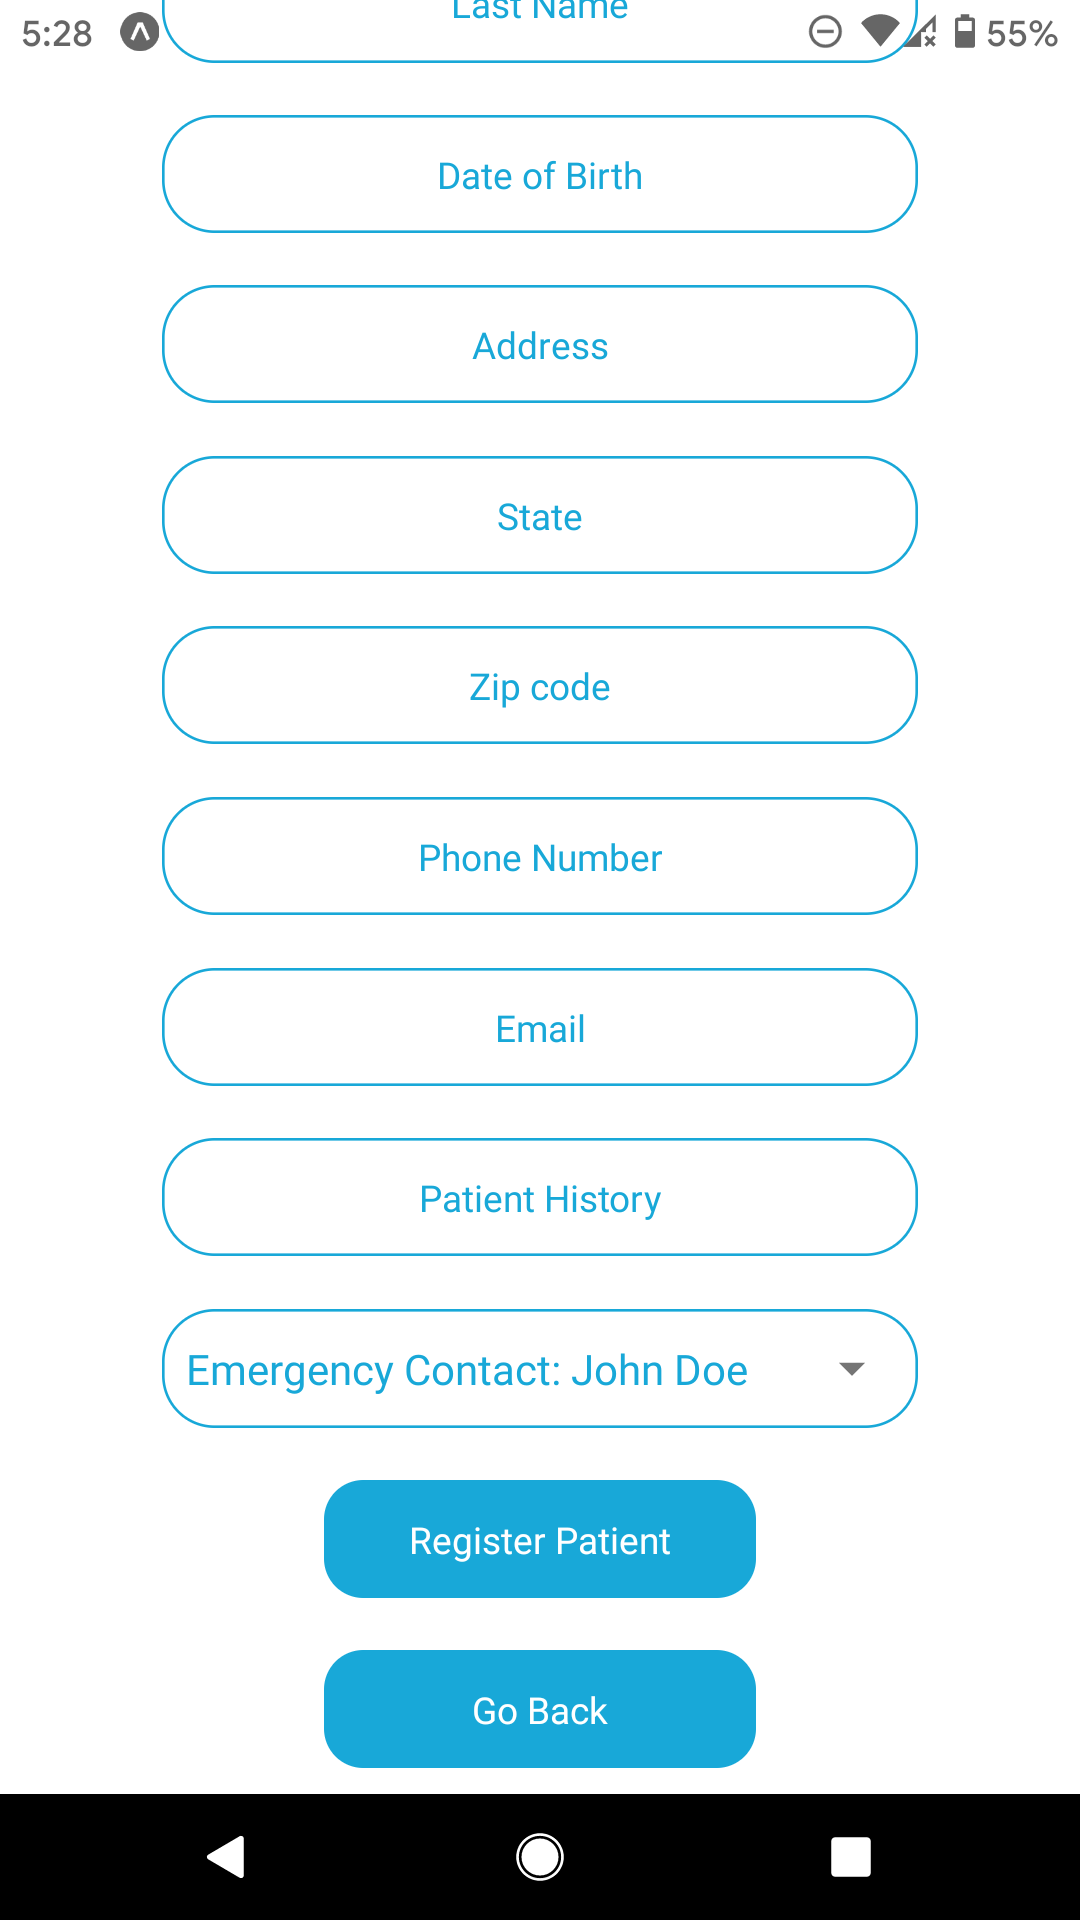 Last Name
5:28
55%
Date of Birth
Address
State
Zip code
Phone Number
Email
Patient History
Emergency Contact: John Doe
Register Patient
Go Back